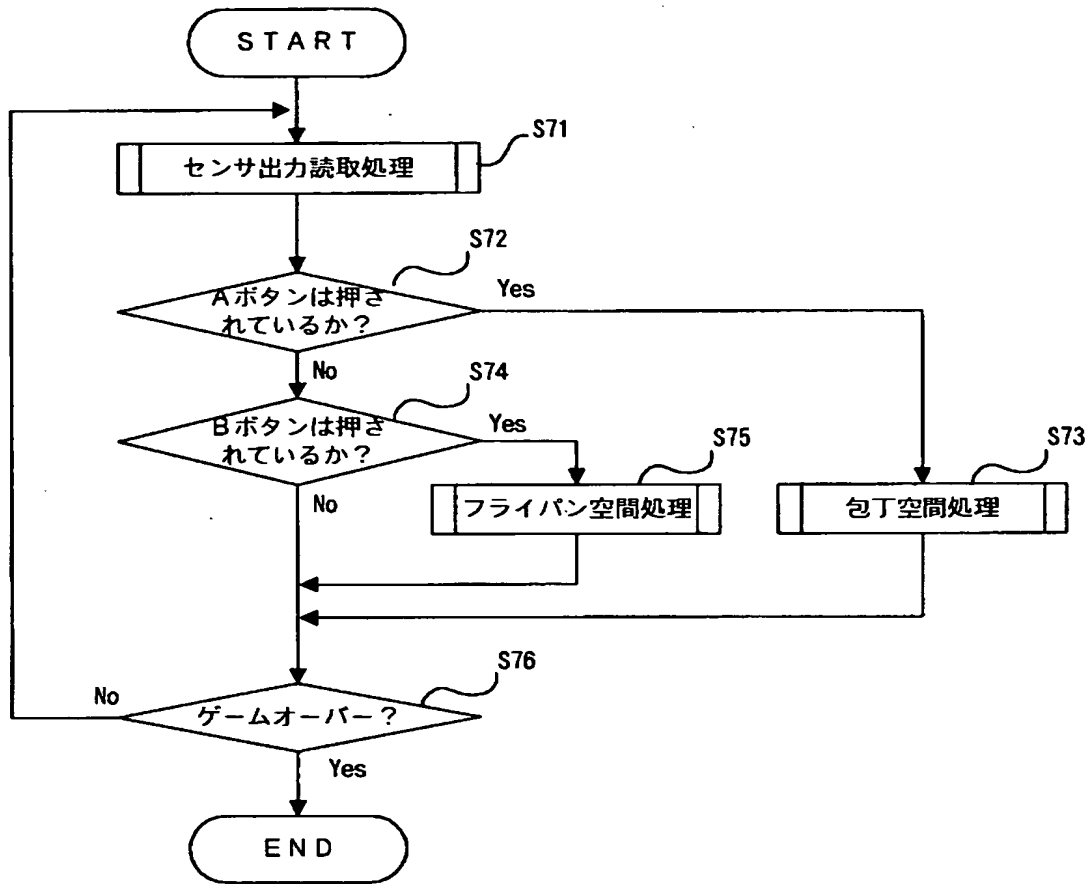 START
S71
センサ出力読取処理
S72
Aボタンは押さ
れているか？
Yes
No
S74
Bボタンは押さ
れているか？
Yes
No
S75
フライパン空間処理
S73
包丁空間処理
S76
ゲームオーバー？
No
Yes
END